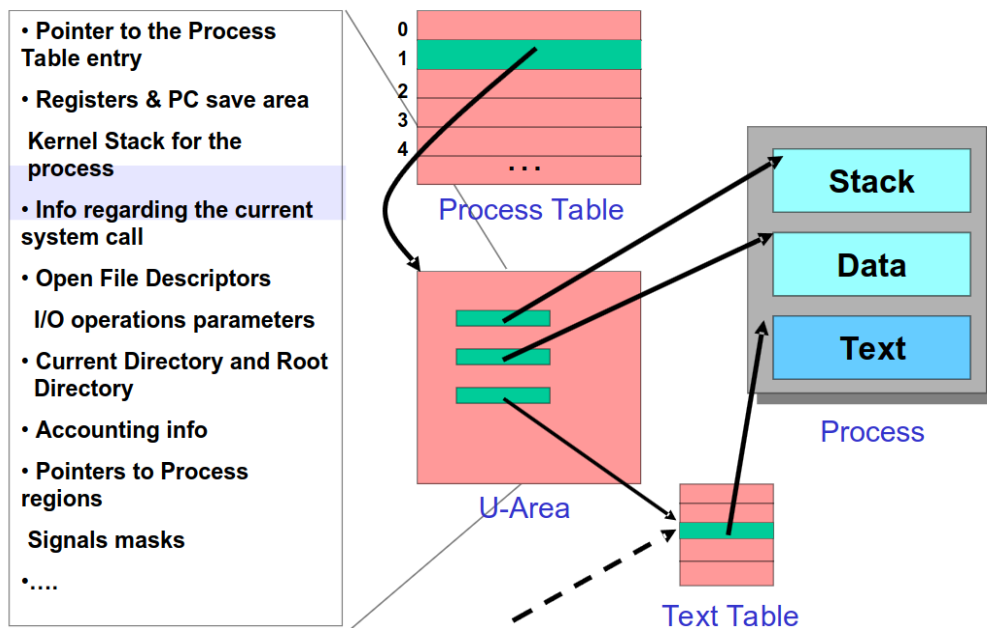 • Pointer to the Process
Table entry
• Registers & PC save area
Kernel Stack for the
process
• Info regarding the current
system call
• Open File Descriptors
I/O operations parameters
• Current Directory and Root
Directory
• Accounting info
• Pointers to Process
regions
Signals masks
•....
0
1
2
3
4
...
Process Table
U-Area
Stack
Data
Text
Process
Text Table